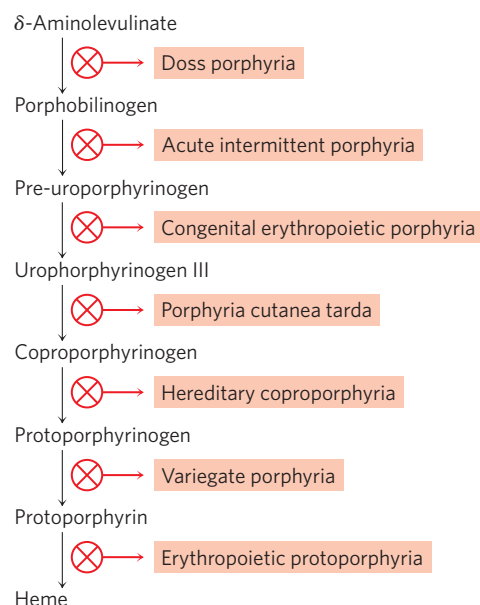 δ-Aminolevulinate
Doss porphyria
Porphobilinogen
Acute intermittent porphyria
Pre-uroporphyrinogen
Congenital erythropoietic porphyria
Urophorphyrinogen III
Porphyria cutanea tarda
Coproporphyrinogen
Hereditary coproporphyria
Protoporphyrinogen
Variegate porphyria
Protoporphyrin
Erythropoietic protoporphyria
Heme